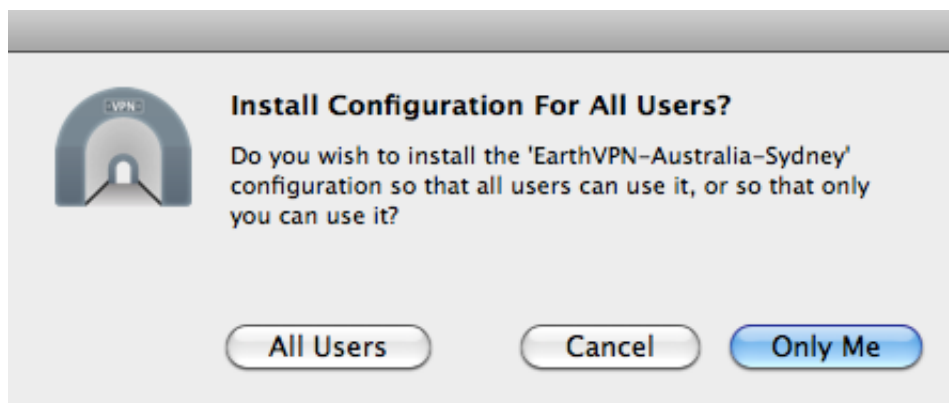 VPN
Install Configuration For All Users?
Do you wish to install the 'EarthVPN-Australia-Sydney'
configuration so that all users can use it, or so that only
you can use it?
All Users
Cancel
Only Me